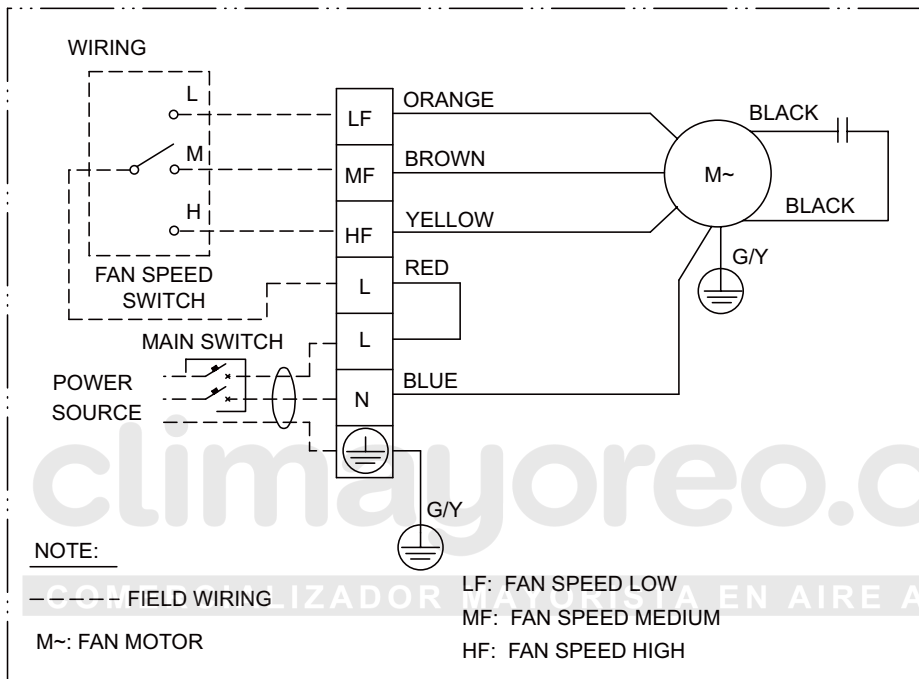 WIRING
L
M
H
FAN SPEED
SWITCH
MAIN SWITCH
POWER
SOURCE
LF
MF
HF
L
L
N
ORANGE
BROWN
YELLOW
RED
BLUE
G/Y
M~
BLACK
BLACK
G/Y
climayoreo.c
COMERCIALIZADOR MAYORISTA EN AIRE A
NOTE:
FIELD WIRING
M~: FAN MOTOR
LF: FAN SPEED LOW
MF: FAN SPEED MEDIUM
HF: FAN SPEED HIGH